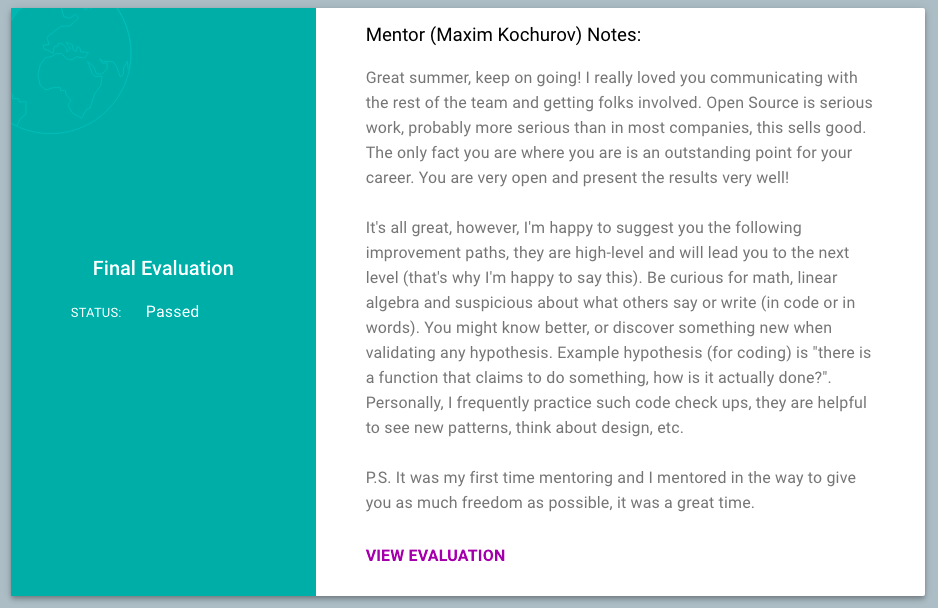 Final Evaluation
STATUS: Passed
Mentor (Maxim Kochurov) Notes:
Great summer, keep on going! I really loved you communicating with
the rest of the team and getting folks involved. Open Source is serious
work, probably more serious than in most companies, this sells good.
The only fact you are where you are is an outstanding point for your
career. You are very open and present the results very well!
It's all great, however, I'm happy to suggest you the following
improvement paths, they are high-level and will lead you to the next
level (that's why I'm happy to say this). Be curious for math, linear
algebra and suspicious about what others say or write (in code or in
words). You might know better, or discover something new when
validating any hypothesis. Example hypothesis (for coding) is "there is
a function that claims to do something, how is it actually done?".
Personally, I frequently practice such code check ups, they are helpful
to see new patterns, think about design, etc.
P.S. It was my first time mentoring and I mentored in the way to give
you as much freedom as possible, it was a great time.
VIEW EVALUATION